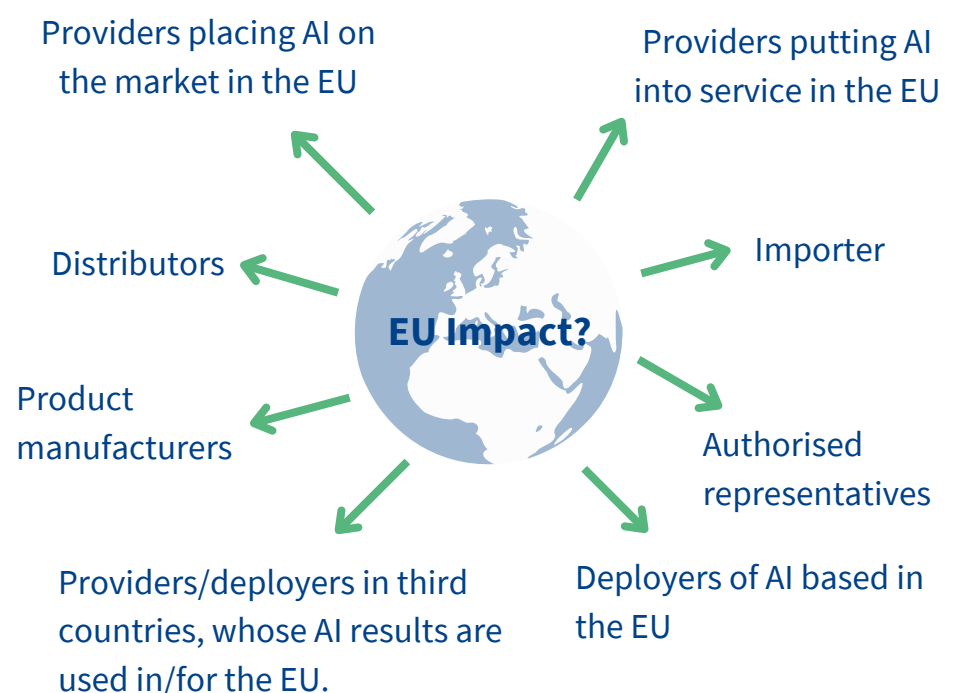 Providers placing AI on
the market in the EU
Providers putting AI
into service in the EU
Distributors
Importer
EU Impact?
Product
manufacturers
Authorised
representatives
Providers/deployers in third
countries, whose AI results are
used in/for the EU.
Deployers of AI based in
the EU